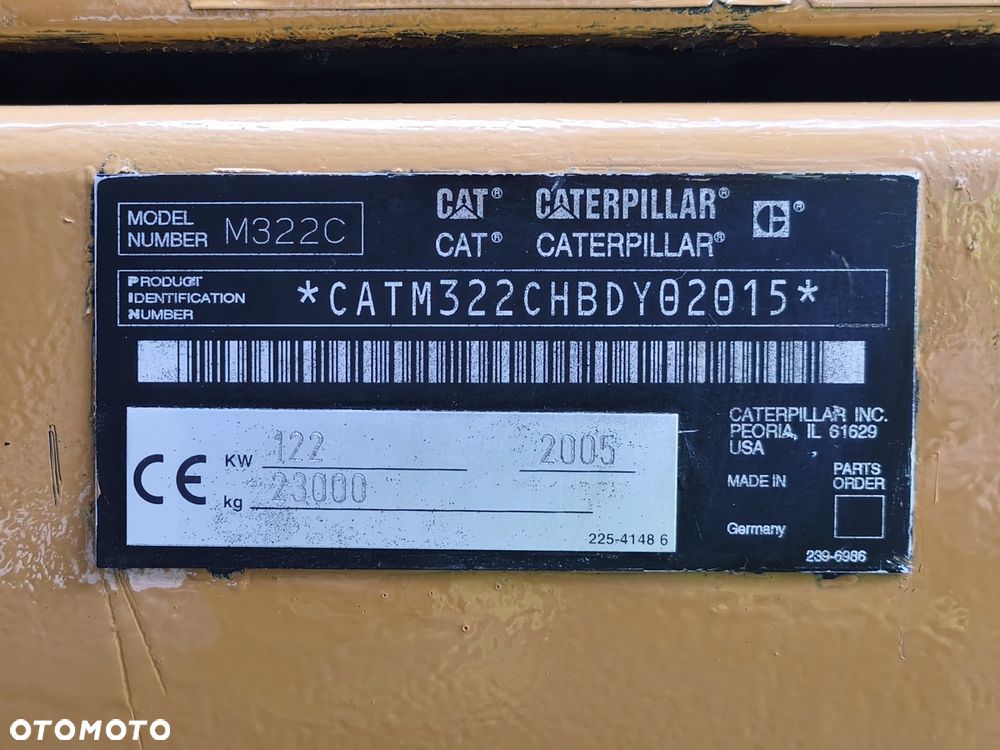 CAT® CATERPILLAR® ®
MODEL
NUMBER M322C
CAT® CATERPILLAR®
PRODUCT
IDENTIFICATION
NUMBER
*CATM322CHBDY02015*
CE
KW 122 2005
kg 23000
225-4148 6
CATERPILLAR INC.
PEORIA, IL 61629
USA
MADE IN
Germany
PARTS
ORDER
239-6986
OTOMOTO